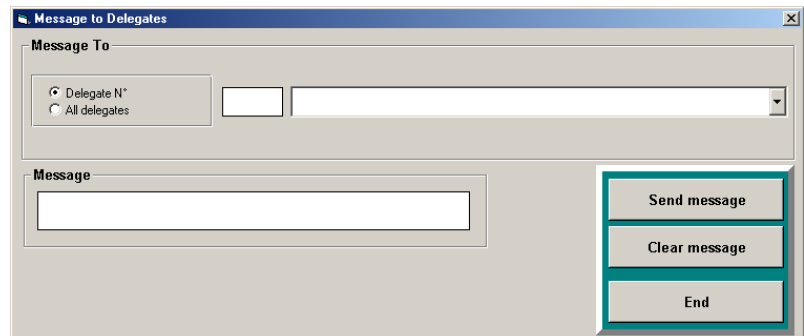 Message to Delegates
Message To
Delegate N°
All delegates
Message
Send message
Clear message
End